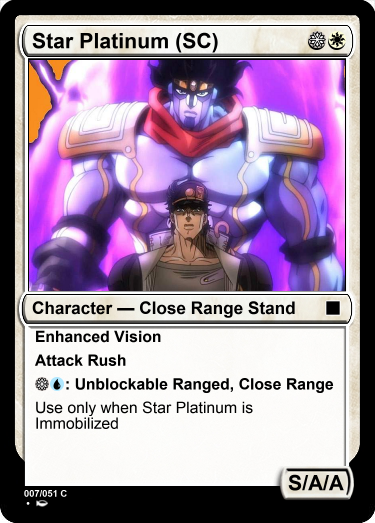 Star Platinum (SC)
Character — Close Range Stand
Enhanced Vision
Attack Rush
: Unblockable Ranged, Close Range
Use only when Star Platinum is
Immobilized
S/A/A
007/051 C